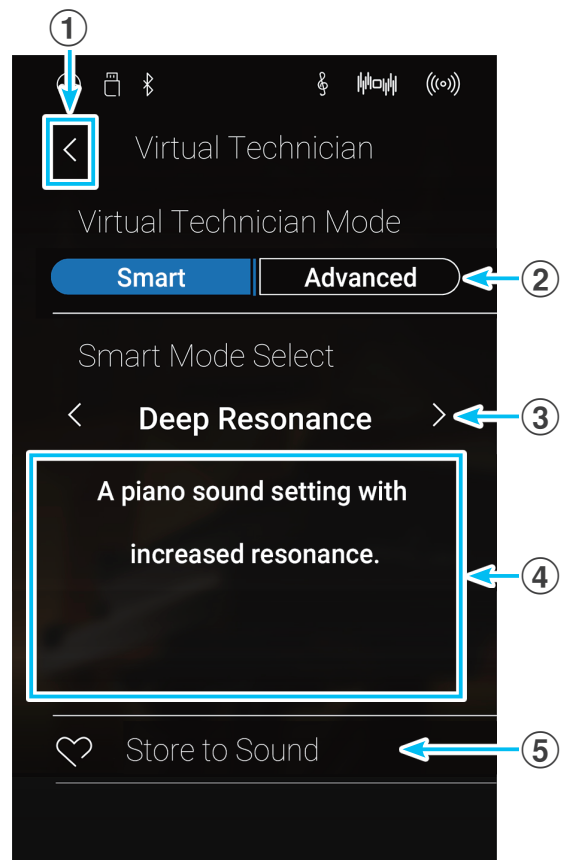 1
Virtual Technician
Virtual Technician Mode
Smart Advanced 2
Smart Mode Select
Deep Resonance 3
A piano sound setting with
increased resonance.
4
Store to Sound 5